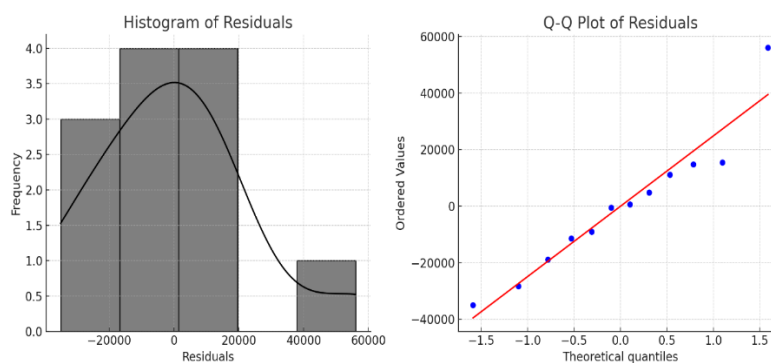 Histogram of Residuals
4.0
3.5
3.0
2.5
2.0
1.5
1.0
0.5
0.0
Frequency
−20000 0 20000 40000 60000
Residuals
Q-Q Plot of Residuals
60000
40000
20000
0
−20000
−40000
Ordered Values
−1.5 −1.0 −0.5 0.0 0.5 1.0 1.5
Theoretical quantiles